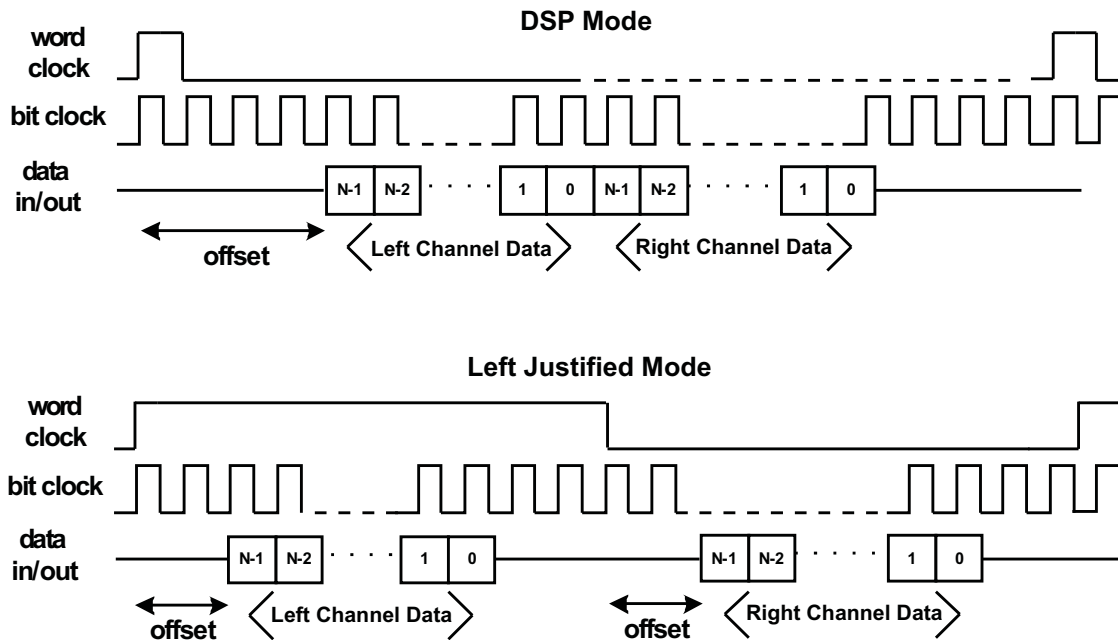 DSP Mode
word
clock
bit clock
data
in/out
N-1 N-2 . . . . . 1 0 N-1 N-2 . . . . . 1 0
offset
Left Channel Data
Right Channel Data
Left Justified Mode
word
clock
bit clock
data
in/out
N-1 N-2 . . . . . 1 0 N-1 N-2 . . . . . 1 0
offset
Left Channel Data
offset
Right Channel Data